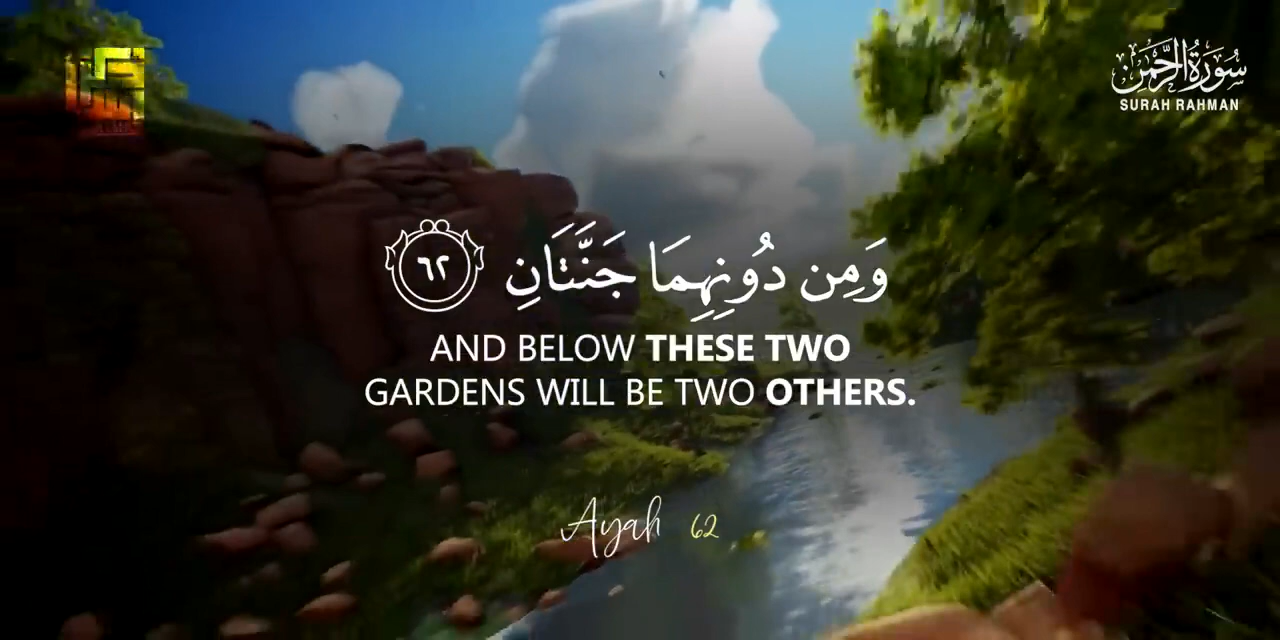 سُورَةُ الرَّحْمٰن
SURAH RAHMAN
وَمِن دُونِهِمَا جَنَّتَانِ ٦٢
AND BELOW THESE TWO
GARDENS WILL BE TWO OTHERS.
Ayah 62